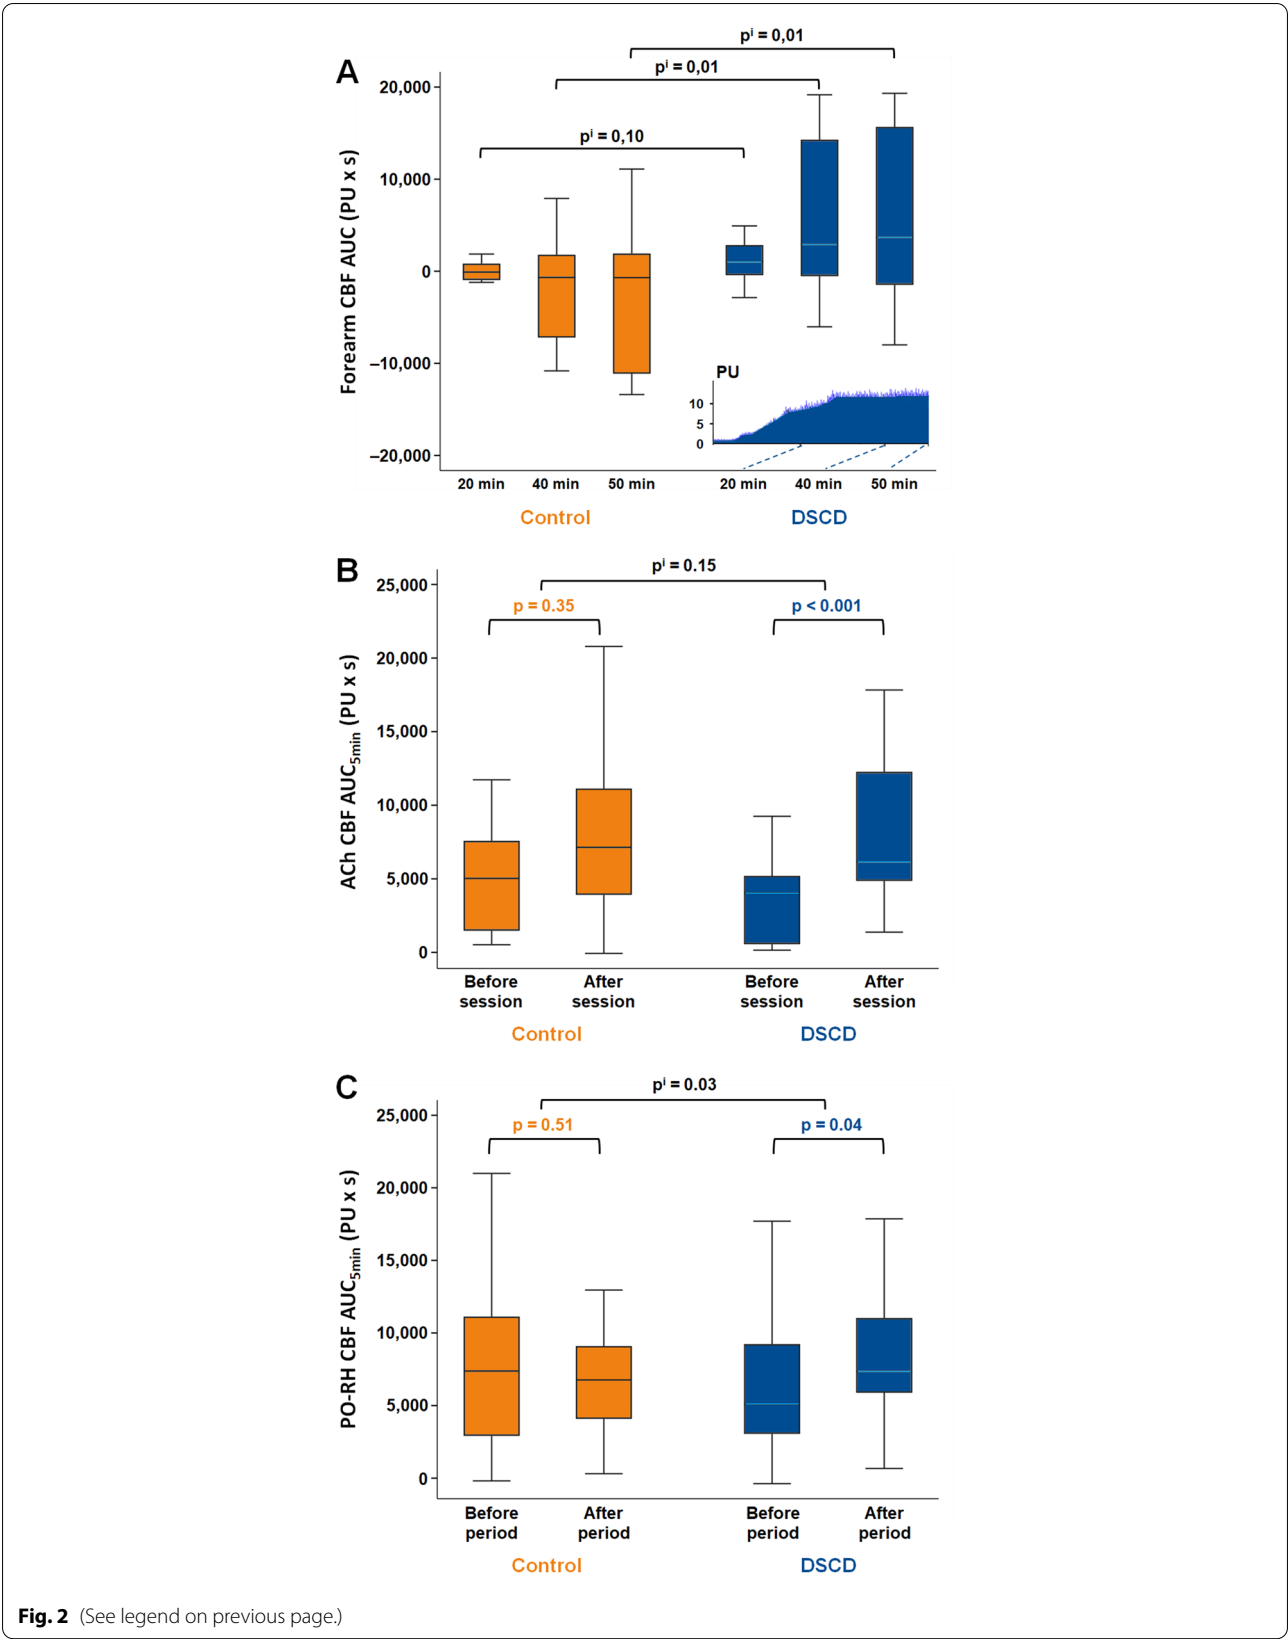 A
pⁱ = 0,01
pⁱ = 0,01
pⁱ = 0,10
Forearm CBF AUC (PU x s)
20,000
10,000
0
–10,000
–20,000
PU
10
5
0
20 min 40 min 50 min 20 min 40 min 50 min
Control DSCD
B
pⁱ = 0.15
p = 0.35 p < 0.001
ACh CBF AUC5min (PU x s)
25,000
20,000
15,000
10,000
5,000
0
Before session After session Before session After session
Control DSCD
C
pⁱ = 0.03
p = 0.51 p = 0.04
PO-RH CBF AUC5min (PU x s)
25,000
20,000
15,000
10,000
5,000
0
Before period After period Before period After period
Control DSCD
Fig. 2 (See legend on previous page.)